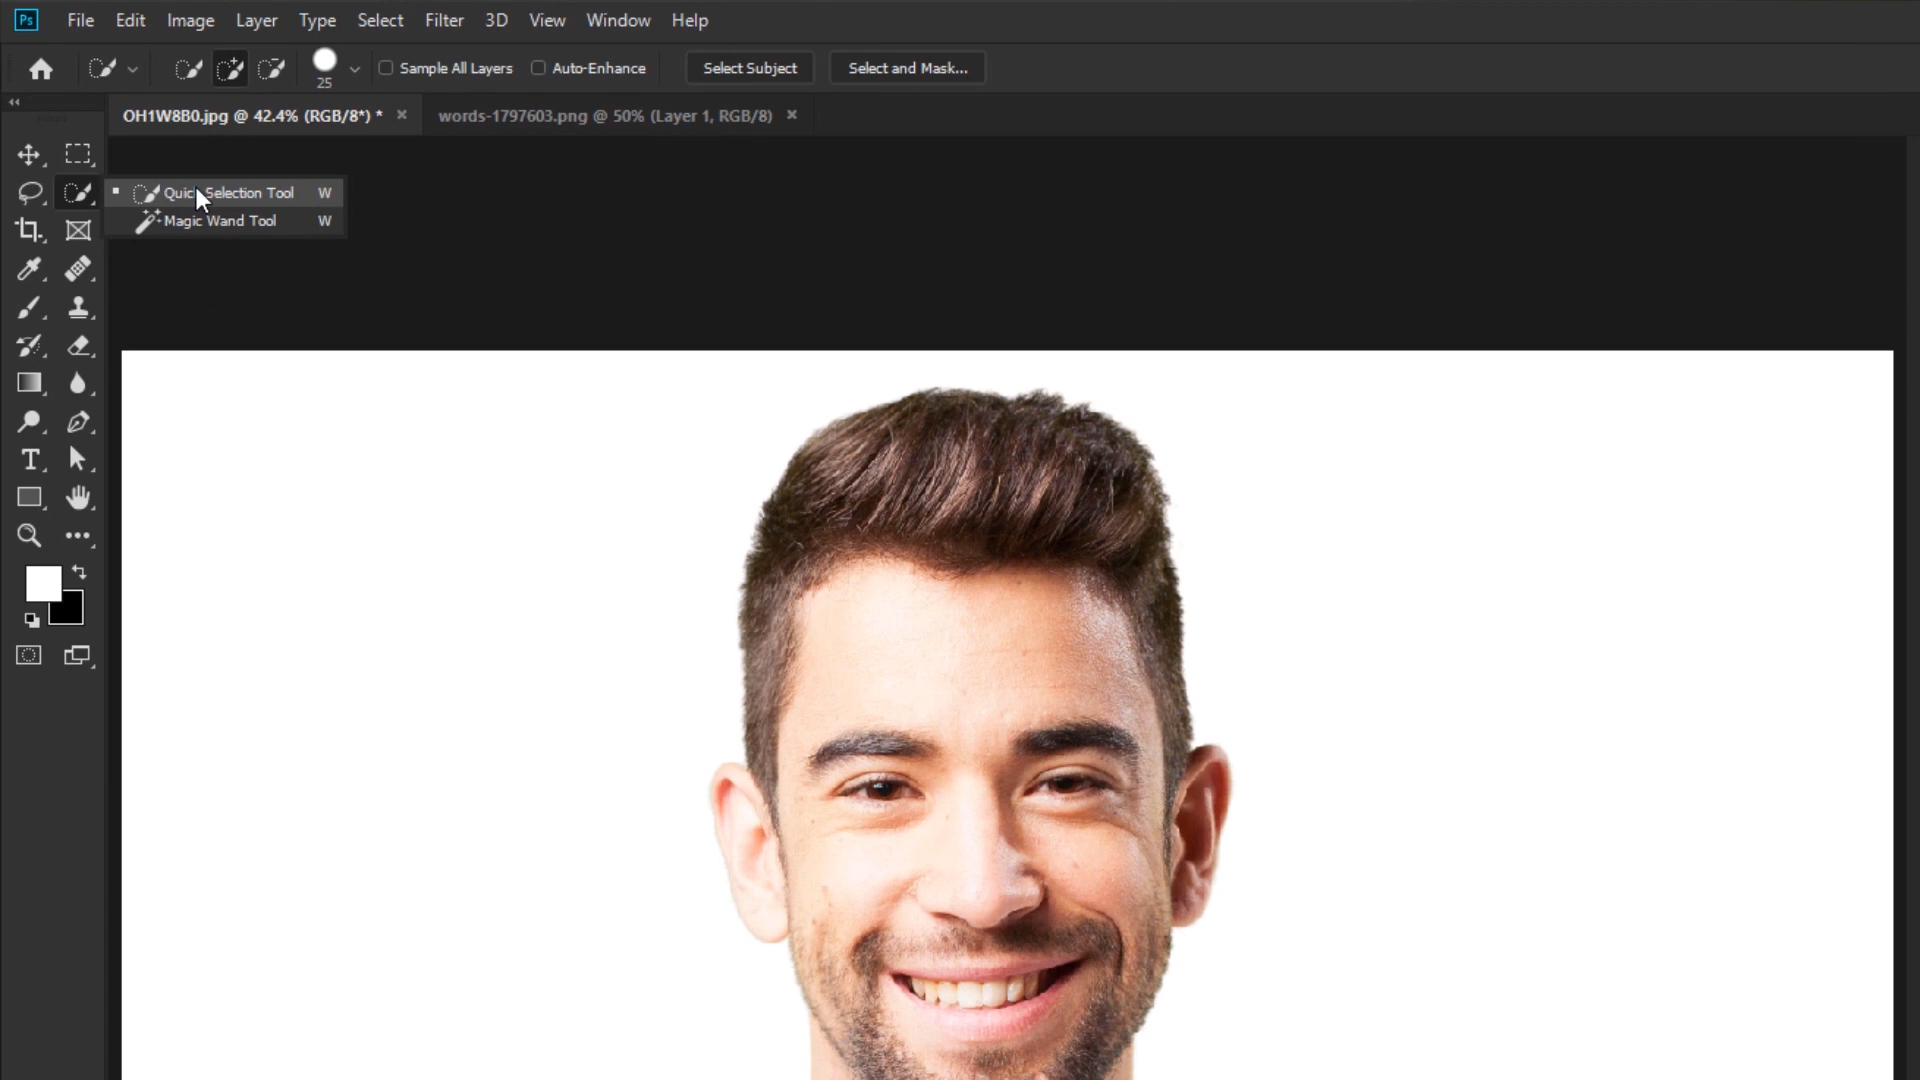 Ps File Edit Image Layer Type Select Filter 3D View Window Help
25 Sample All Layers Auto-Enhance Select Subject Select and Mask...
OH1W8B0.jpg @ 42.4% (RGB/8*) * × words-1797603.png @ 50% (Layer 1, RGB/8) ×
Quick Selection Tool W
Magic Wand Tool W
T